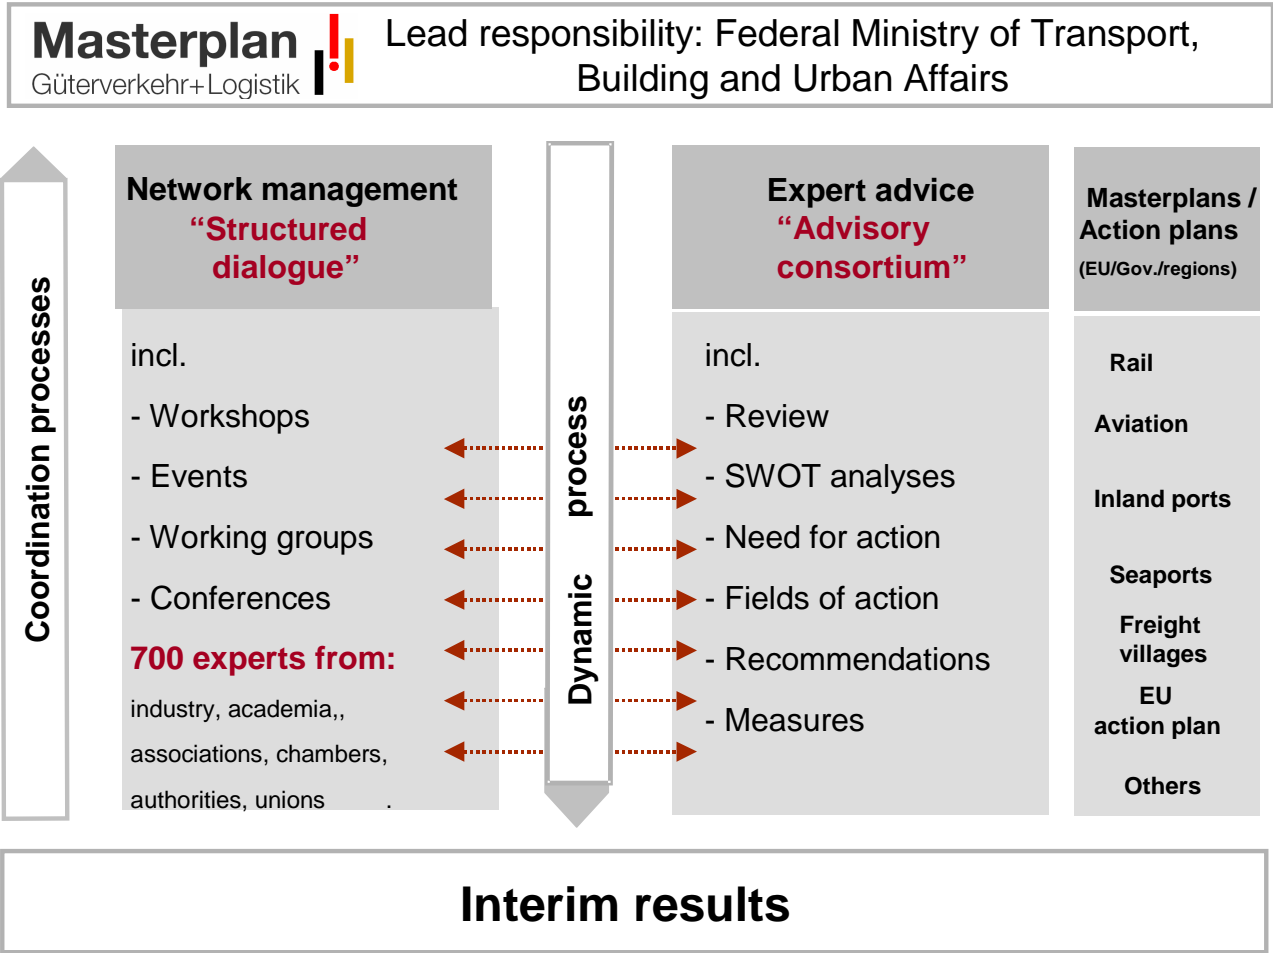 Masterplan
Güterverkehr+Logistik
Lead responsibility: Federal Ministry of Transport,
Building and Urban Affairs
Coordination processes
Network management
“Structured
dialogue”
incl.
- Workshops
- Events
- Working groups
- Conferences
700 experts from:
industry, academia,,
associations, chambers,
authorities, unions .
Dynamic process
Expert advice
“Advisory
consortium”
incl.
- Review
- SWOT analyses
- Need for action
- Fields of action
- Recommendations
- Measures
Masterplans /
Action plans
(EU/Gov./regions)
Rail
Aviation
Inland ports
Seaports
Freight
villages
EU
action plan
Others
Interim results